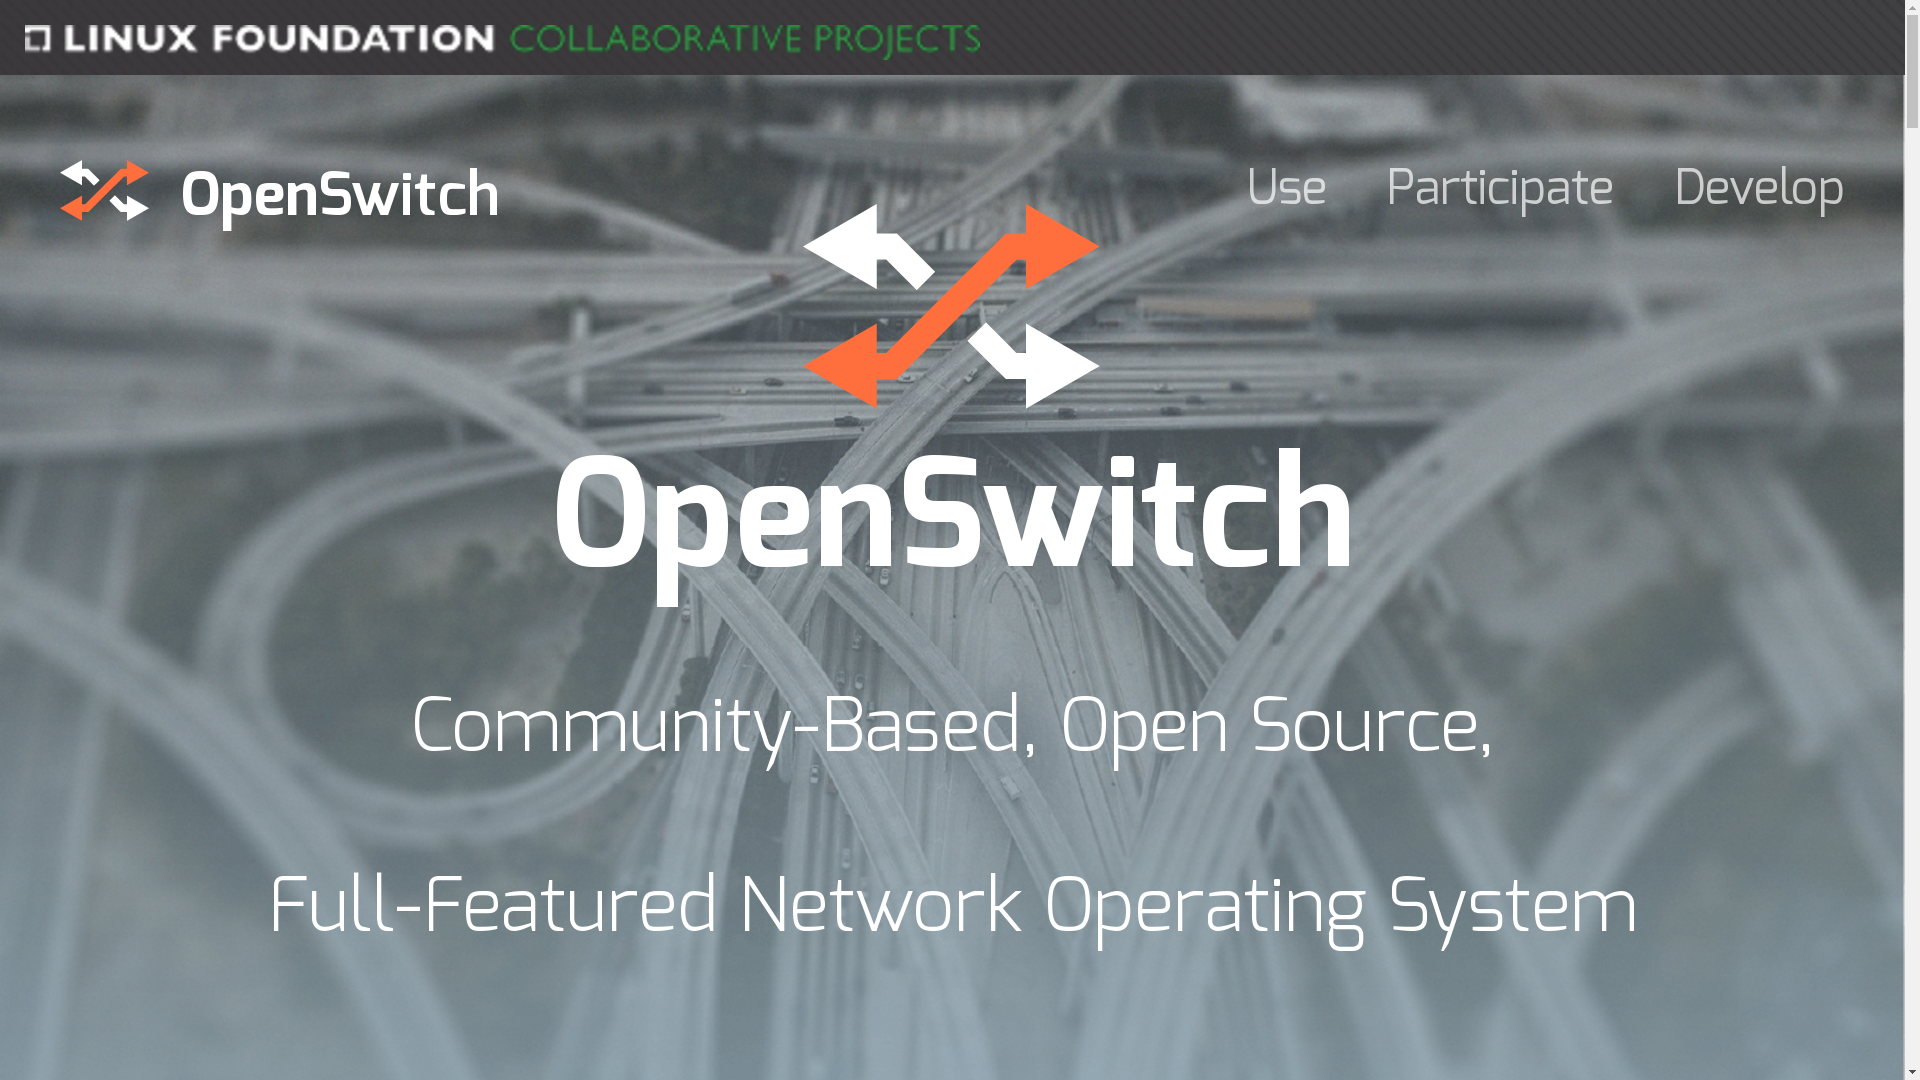 LINUX FOUNDATION COLLABORATIVE PROJECTS
OpenSwitch
Use Participate Develop
OpenSwitch
Community-Based, Open Source,
Full-Featured Network Operating System